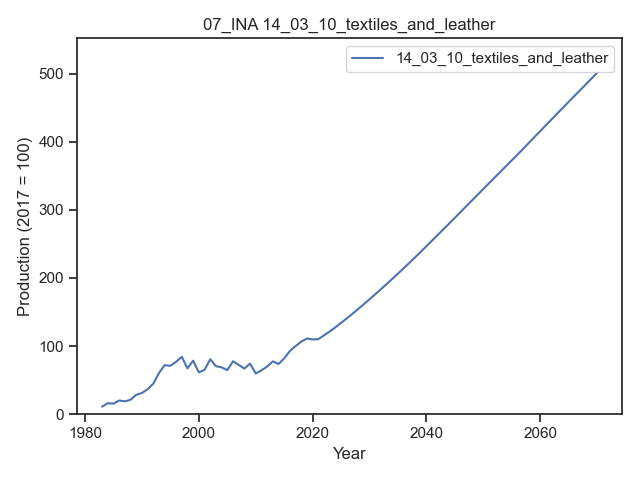 07_INA 14_03_10_textiles_and_leather
14_03_10_textiles_and_leather
500
400
300
200
100
0
Production (2017 = 100)
1980
2000
2020
2040
2060
Year